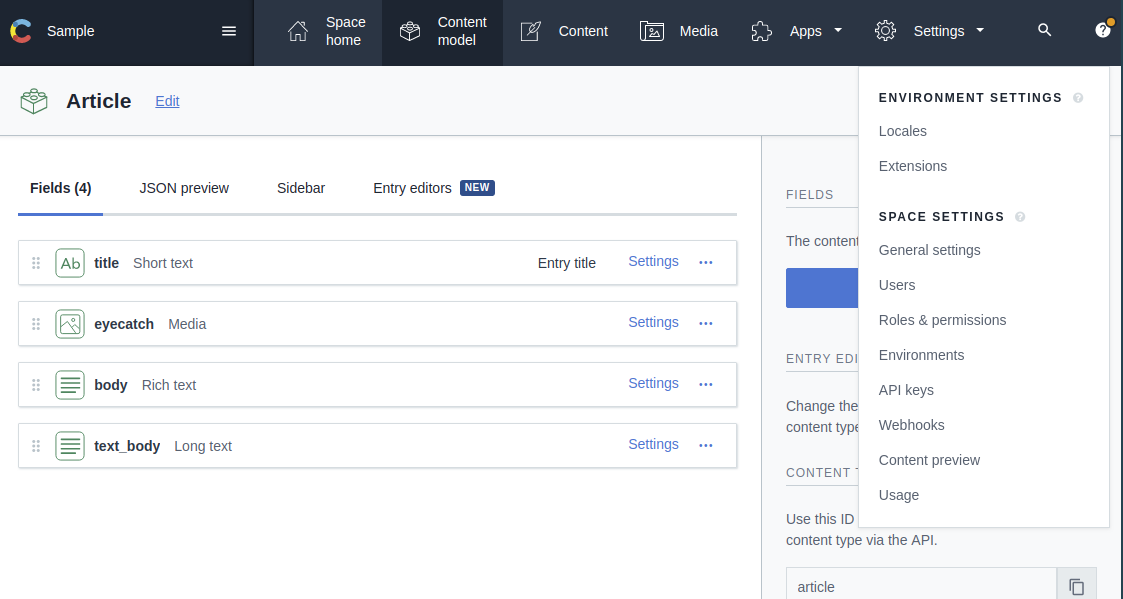 Sample
Space
home
Content
model
Content
Media
Apps
Settings
?
Article
Edit
Fields (4)
JSON preview
Sidebar
Entry editors NEW
Ab title Short text Entry title Settings ...
eyecatch Media Settings ...
body Rich text Settings ...
text_body Long text Settings ...
FIELDS
The content
ENTRY EDI
Change the
content type
CONTENT T
Use this ID
content type via the API.
article
ENVIRONMENT SETTINGS ?
Locales
Extensions
SPACE SETTINGS ?
General settings
Users
Roles & permissions
Environments
API keys
Webhooks
Content preview
Usage